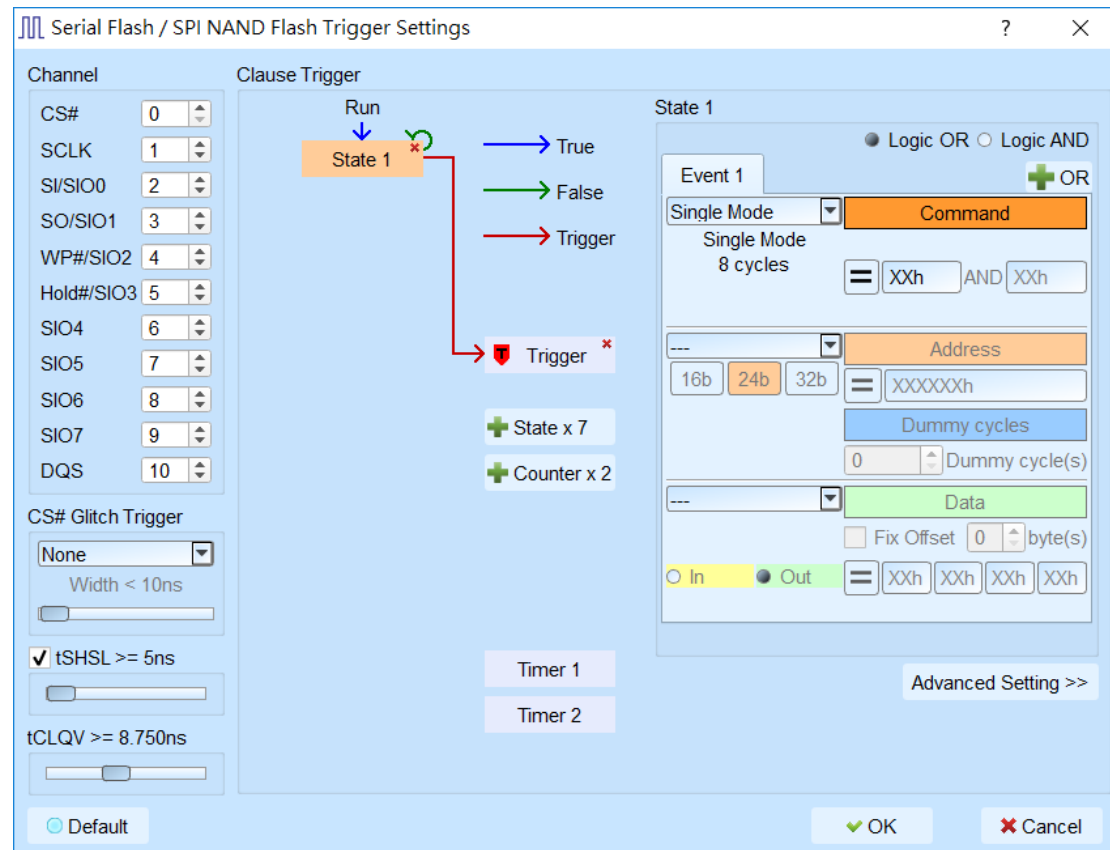 Serial Flash / SPI NAND Flash Trigger Settings
?
Channel
CS# 0
SCLK 1
SI/SIO0 2
SO/SIO1 3
WP#/SIO2 4
Hold#/SIO3 5
SIO4 6
SIO5 7
SIO6 8
SIO7 9
DQS 10
CS# Glitch Trigger
None
Width < 10ns
tSHSL >= 5ns
tCLQV >= 8.750ns
Default
Clause Trigger
Run
State 1
True
False
Trigger
T Trigger
State x 7
Counter x 2
Timer 1
Timer 2
State 1
Logic OR Logic AND
Event 1
OR
Single Mode Command
Single Mode
8 cycles
= XXh AND XXh
--- Address
16b 24b 32b = XXXXXXh
Dummy cycles
0 Dummy cycle(s)
--- Data
Fix Offset 0 byte(s)
In Out = XXh XXh XXh XXh
Advanced Setting >>
OK Cancel